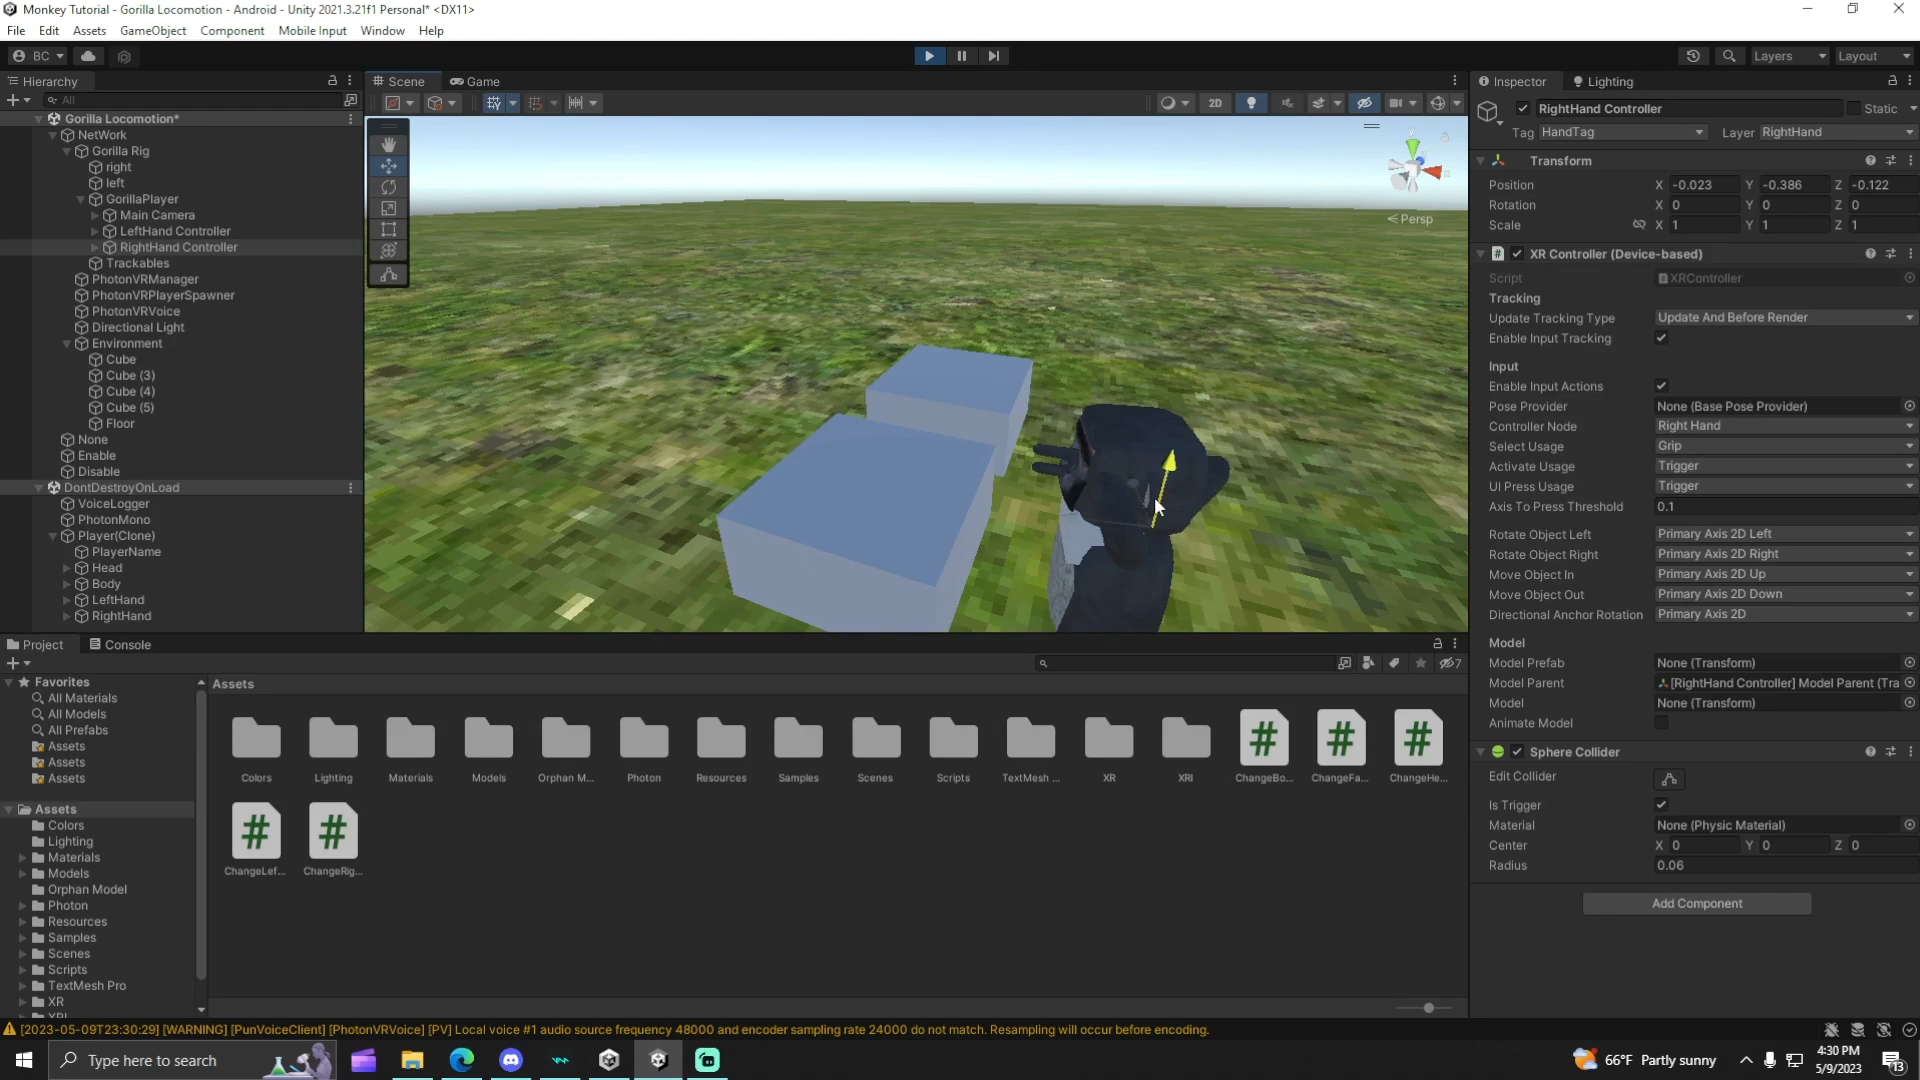 Monkey Tutorial - Gorilla Locomotion - Android - Unity 2021.3.21f1 Personal* <DX11>
File Edit Assets GameObject Component Mobile Input Window Help
BC Layers Layout
Hierarchy Scene Game Inspector Lighting
All 2D
RightHand Controller Static
Tag HandTag Layer RightHand
Gorilla Locomotion*
NetWork
Gorilla Rig
right
left
GorillaPlayer
Main Camera
LeftHand Controller
RightHand Controller
Trackables
PhotonVRManager
PhotonVRPlayerSpawner
PhotonVRVoice
Directional Light
Environment
Cube
Cube (3)
Cube (4)
Cube (5)
Floor
None
Enable
Disable
DontDestroyOnLoad
VoiceLogger
PhotonMono
Player(Clone)
PlayerName
Head
Body
LeftHand
RightHand
Persp
Transform
Position X -0.023 Y -0.386 Z -0.122
Rotation X 0 Y 0 Z 0
Scale X 1 Y 1 Z 1
XR Controller (Device-based)
Script XRController
Tracking
Update Tracking Type Update And Before Render
Enable Input Tracking
Input
Enable Input Actions
Pose Provider None (Base Pose Provider)
Controller Node Right Hand
Select Usage Grip
Activate Usage Trigger
UI Press Usage Trigger
Axis To Press Threshold 0.1
Rotate Object Left Primary Axis 2D Left
Rotate Object Right Primary Axis 2D Right
Move Object In Primary Axis 2D Up
Move Object Out Primary Axis 2D Down
Directional Anchor Rotation Primary Axis 2D
Model
Model Prefab None (Transform)
Model Parent [RightHand Controller] Model Parent (Tra
Model None (Transform)
Animate Model
Sphere Collider
Edit Collider
Is Trigger
Material None (Physic Material)
Center X 0 Y 0 Z 0
Radius 0.06
Add Component
Project Console
7
Favorites
All Materials
All Models
All Prefabs
Assets
Assets
Assets
Assets
Colors
Lighting
Materials
Models
Orphan Model
Photon
Resources
Samples
Scenes
Scripts
TextMesh Pro
XR
XRI
Assets
Colors Lighting Materials Models Orphan M... Photon Resources Samples Scenes Scripts TextMesh ... XR XRI ChangeBo... ChangeFa... ChangeHe...
ChangeLef... ChangeRig...
[2023-05-09T23:30:29] [WARNING] [PunVoiceClient] [PhotonVRVoice] [PV] Local voice #1 audio source frequency 48000 and encoder sampling rate 24000 do not match. Resampling will occur before encoding.
Type here to search
66°F Partly sunny
4:30 PM
5/9/2023
13